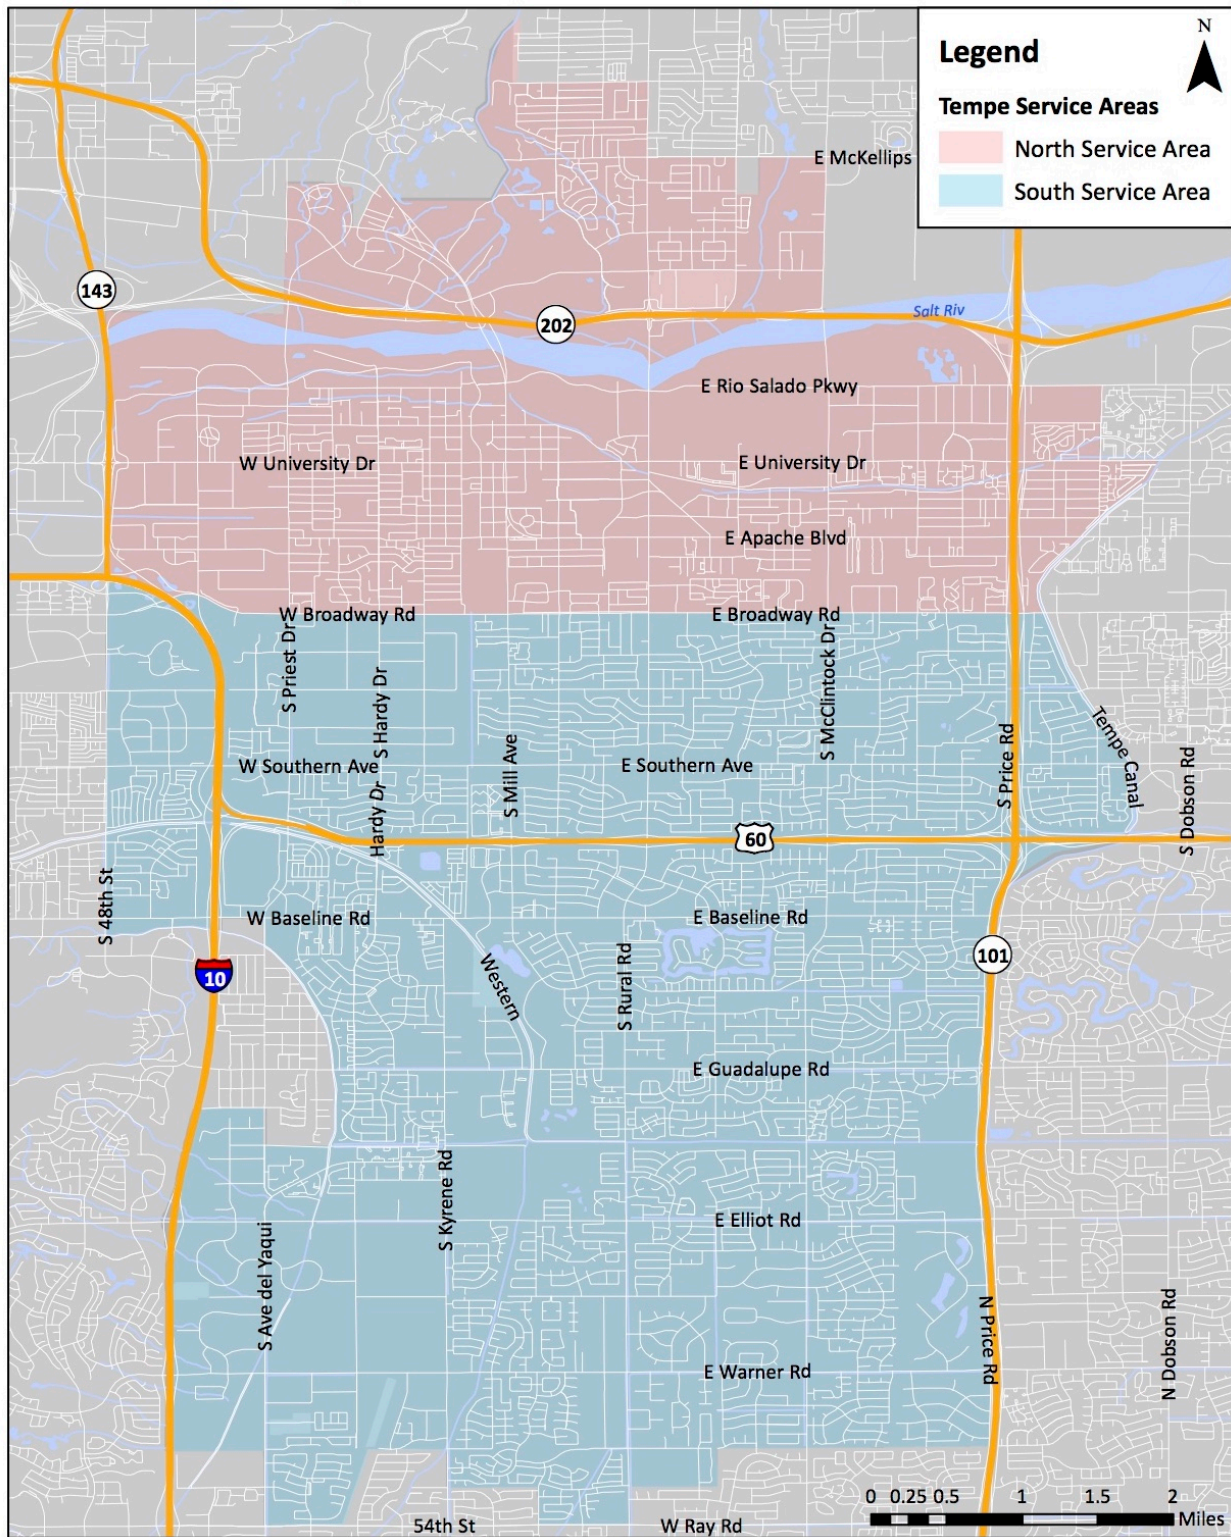 N
Legend
Tempe Service Areas
North Service Area
South Service Area
E McKellips
143
202
Salt Riv
E Rio Salado Pkwy
W University Dr
E University Dr
E Apache Blvd
W Broadway Rd
E Broadway Rd
S Priest Dr
S Hardy Dr
S McClintock Dr
S Mill Ave
S Price Rd
Tempe Canal
S Dobson Rd
W Southern Ave
E Southern Ave
Hardy Dr
60
S 48th St
W Baseline Rd
E Baseline Rd
10
Western
S Rural Rd
101
E Guadalupe Rd
S Kyrene Rd
E Elliot Rd
S Ave del Yaqui
N Price Rd
N Dobson Rd
E Warner Rd
0 0.25 0.5 1 1.5 2
Miles
54th St
W Ray Rd